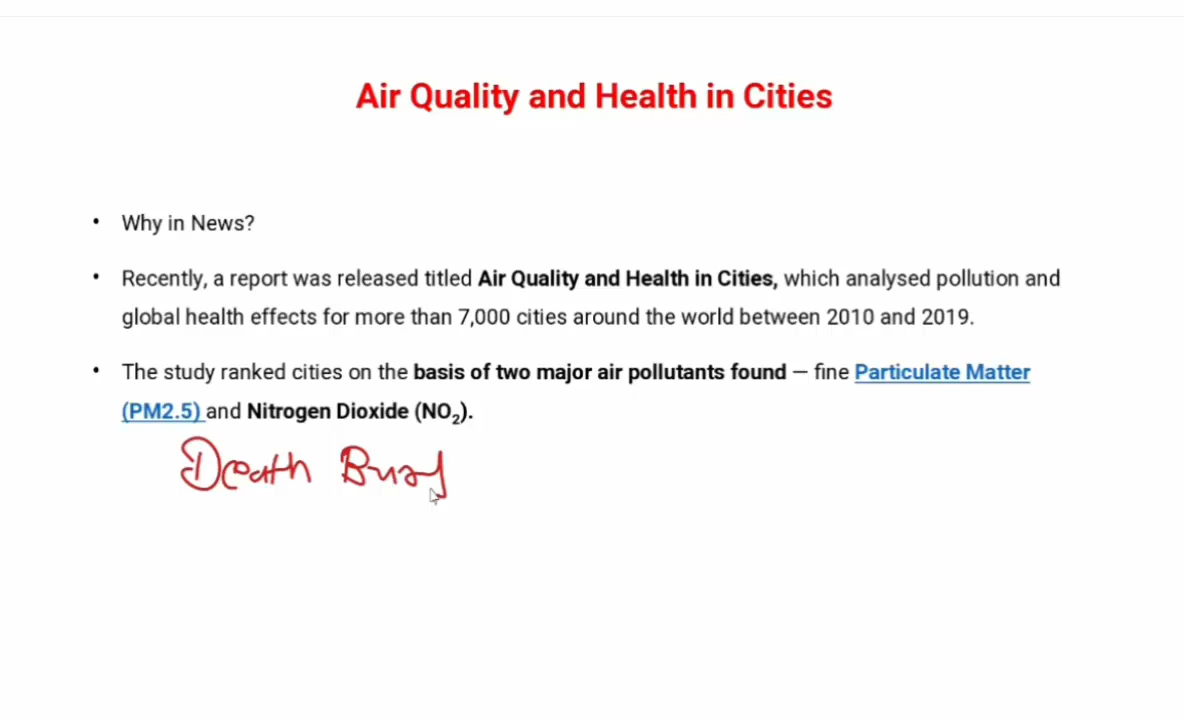 Air Quality and Health in Cities
• Why in News?
• Recently, a report was released titled Air Quality and Health in Cities, which analysed pollution and
global health effects for more than 7,000 cities around the world between 2010 and 2019.
• The study ranked cities on the basis of two major air pollutants found — fine Particulate Matter
(PM2.5) and Nitrogen Dioxide (NO₂).
Death